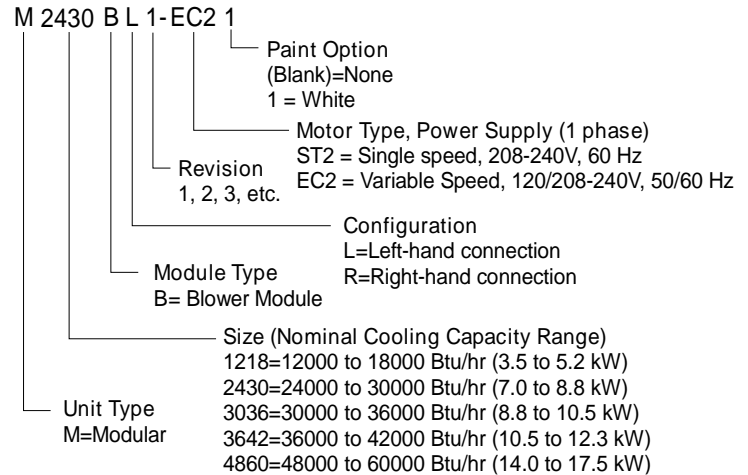 M 2430 B L 1-EC2 1
Paint Option
(Blank)=None
1 = White
Motor Type, Power Supply (1 phase)
ST2 = Single speed, 208-240V, 60 Hz
EC2 = Variable Speed, 120/208-240V, 50/60 Hz
Revision
1, 2, 3, etc.
Configuration
L=Left-hand connection
R=Right-hand connection
Module Type
B= Blower Module
Size (Nominal Cooling Capacity Range)
1218=12000 to 18000 Btu/hr (3.5 to 5.2 kW)
2430=24000 to 30000 Btu/hr (7.0 to 8.8 kW)
3036=30000 to 36000 Btu/hr (8.8 to 10.5 kW)
3642=36000 to 42000 Btu/hr (10.5 to 12.3 kW)
4860=48000 to 60000 Btu/hr (14.0 to 17.5 kW)
Unit Type
M=Modular